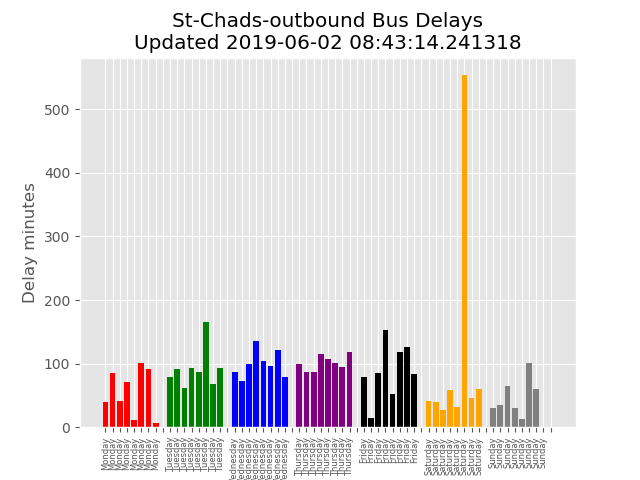 St-Chads-outbound Bus Delays
Updated 2019-06-02 08:43:14.241318
Delay minutes
500
400
300
200
100
0
Monday
Monday
Monday
Monday
Monday
Monday
Monday
Monday
Tuesday
Tuesday
Tuesday
Tuesday
Tuesday
Tuesday
Tuesday
Tuesday
Wednesday
Wednesday
Wednesday
Wednesday
Wednesday
Wednesday
Wednesday
Wednesday
Thursday
Thursday
Thursday
Thursday
Thursday
Thursday
Thursday
Thursday
Friday
Friday
Friday
Friday
Friday
Friday
Friday
Friday
Saturday
Saturday
Saturday
Saturday
Saturday
Saturday
Saturday
Saturday
Sunday
Sunday
Sunday
Sunday
Sunday
Sunday
Sunday
Sunday